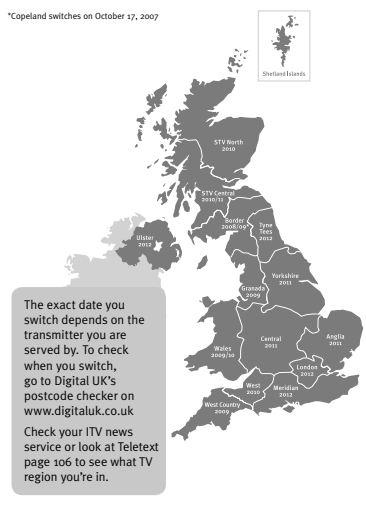 *Copeland switches on October 17, 2007
Shetland Islands
STV North
2010
STV Central
2010/11
Border
2008/09*
Tyne
Tees
2012
Ulster
2012
Yorkshire
2011
Granada
2009
Central
2011
Anglia
2011
Wales
2009/10
London
2012
West
2010
Meridian
2012
West Country
2009
The exact date you
switch depends on the
transmitter you are
served by. To check
when you switch,
go to Digital UK's
postcode checker on
www.digitaluk.co.uk
Check your ITV news
service or look at Teletext
page 106 to see what TV
region you're in.